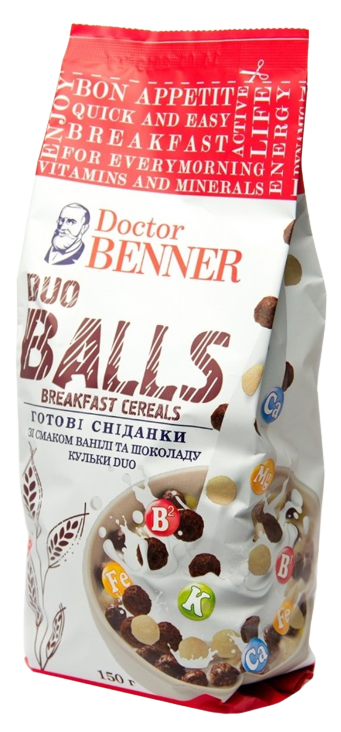 ENJOY
BON APPETIT
QUICK AND EASY
BREAKFAST
FOR EVERYMORNING
VITAMINS AND MINERALS
ACTIVE
LIFE
ENERGY
Doctor
BENNER
DUO
BALLS
BREAKFAST CEREALS
ГОТОВІ СНІДАНКИ
ЗІ СМАКОМ ВАНІЛІ ТА ШОКОЛАДУ
КУЛЬКИ DUO
Ca
Mg
B2
B
Fe
K
Fe
Ca
150 г